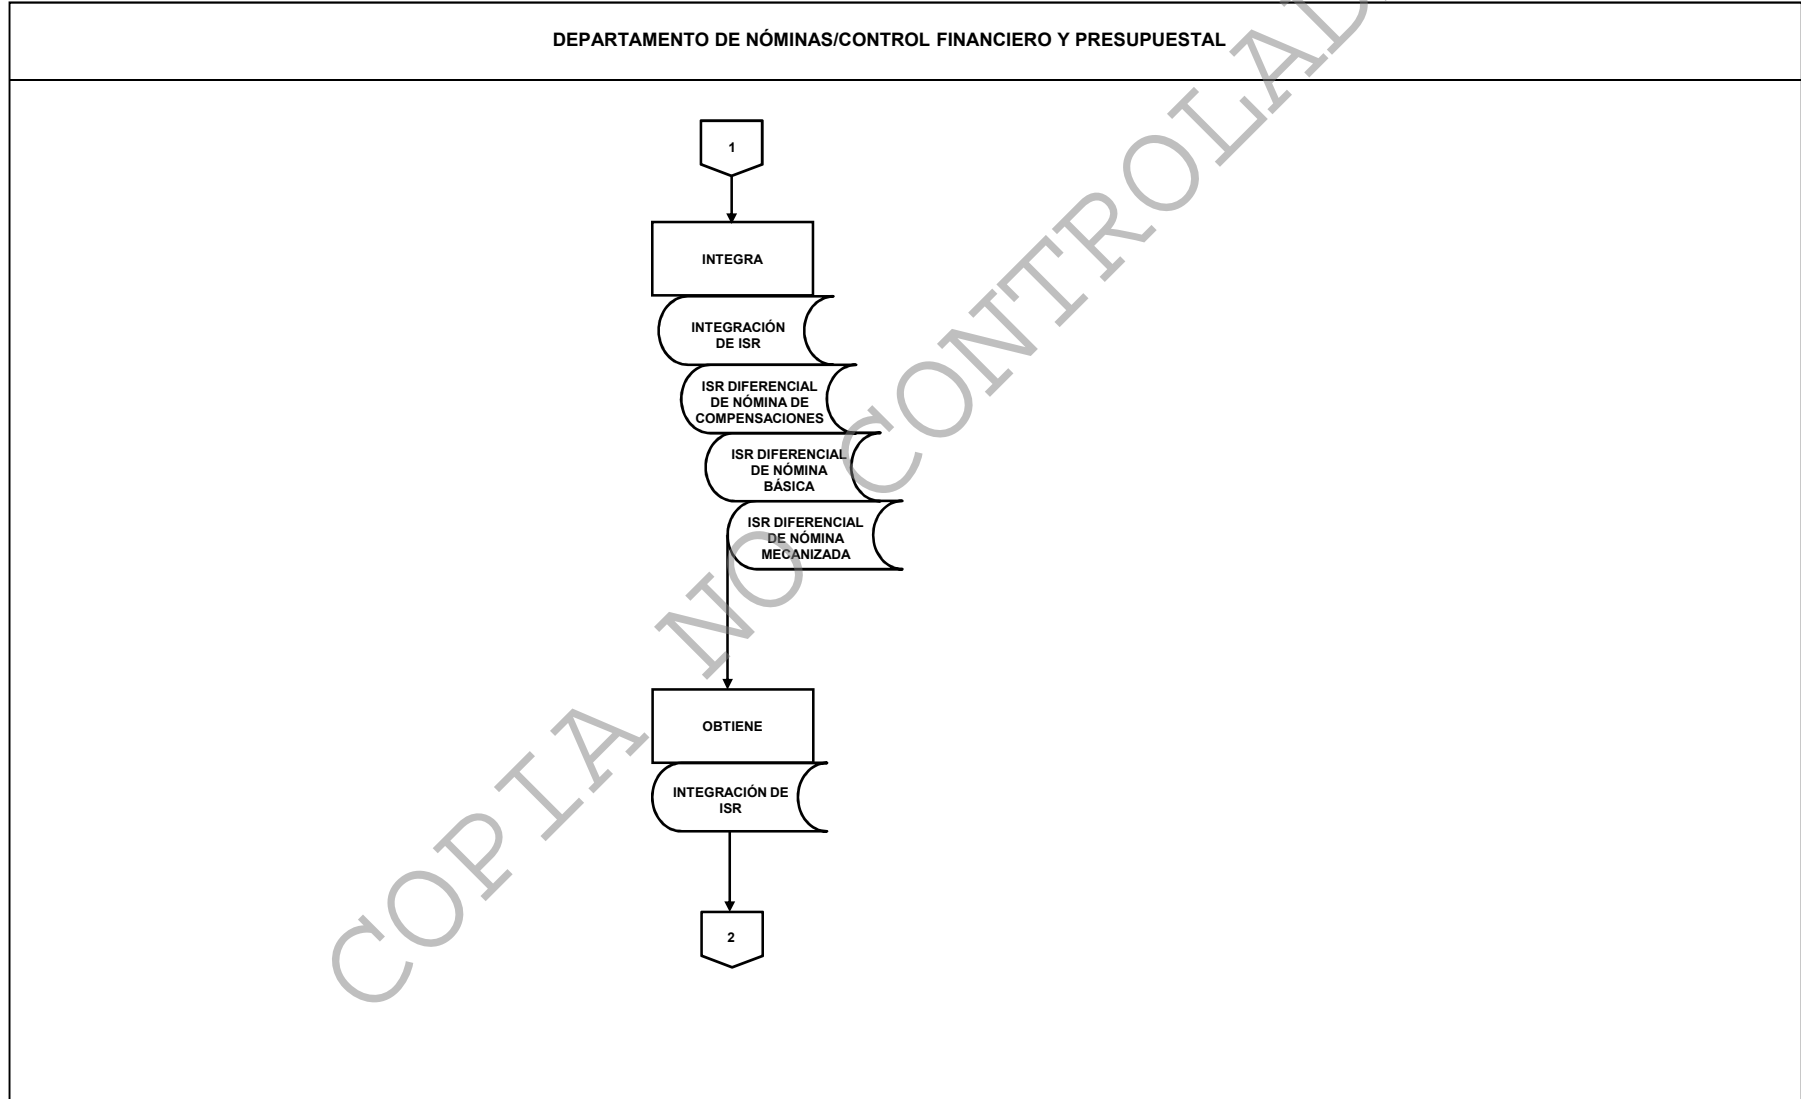 DEPARTAMENTO DE NÓMINAS/CONTROL FINANCIERO Y PRESUPUESTAL
1
INTEGRA
INTEGRACIÓN
DE ISR
ISR DIFERENCIAL
DE NÓMINA DE
COMPENSACIONES
ISR DIFERENCIAL
DE NÓMINA
BÁSICA
ISR DIFERENCIAL
DE NÓMINA
MECANIZADA
OBTIENE
INTEGRACIÓN DE
ISR
2
COPIA NO CONTROLAD